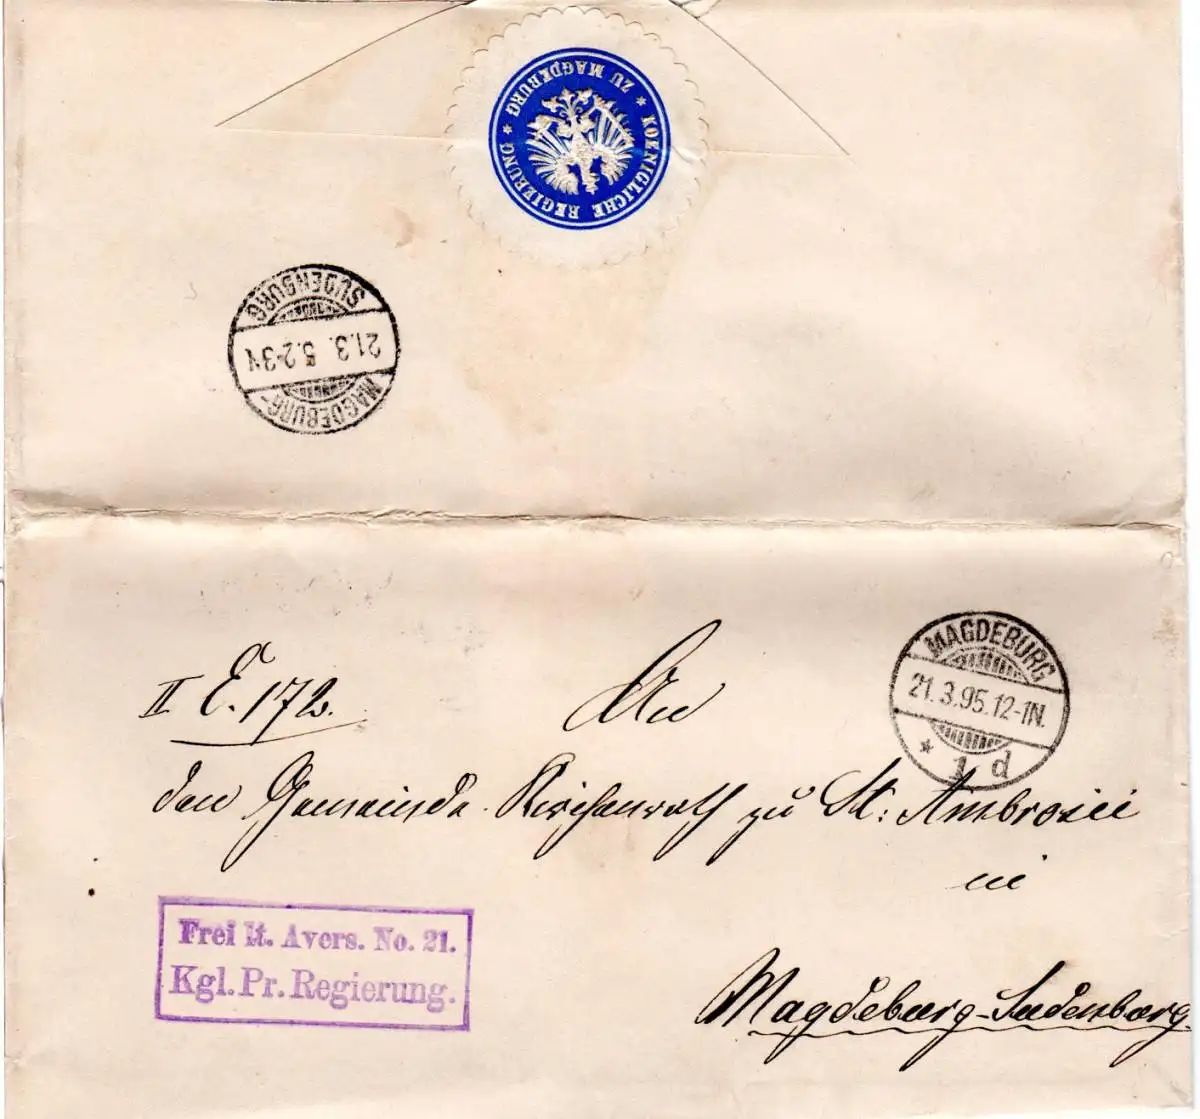 * KOENIGLICHE REGIERUNG * ZU MAGDEBURG
MAGDEBURG-
21.3. 5.2-3N
SUDENBURG
MAGDEBURG
21.3.95.12-1N.
* 1 d
II E. 172.
An
den Gemeinde-Kirchenrath zu St: Ambrosii
in
Magdeburg-Sudenburg
Frei lt. Avers. No. 21.
Kgl. Pr. Regierung.